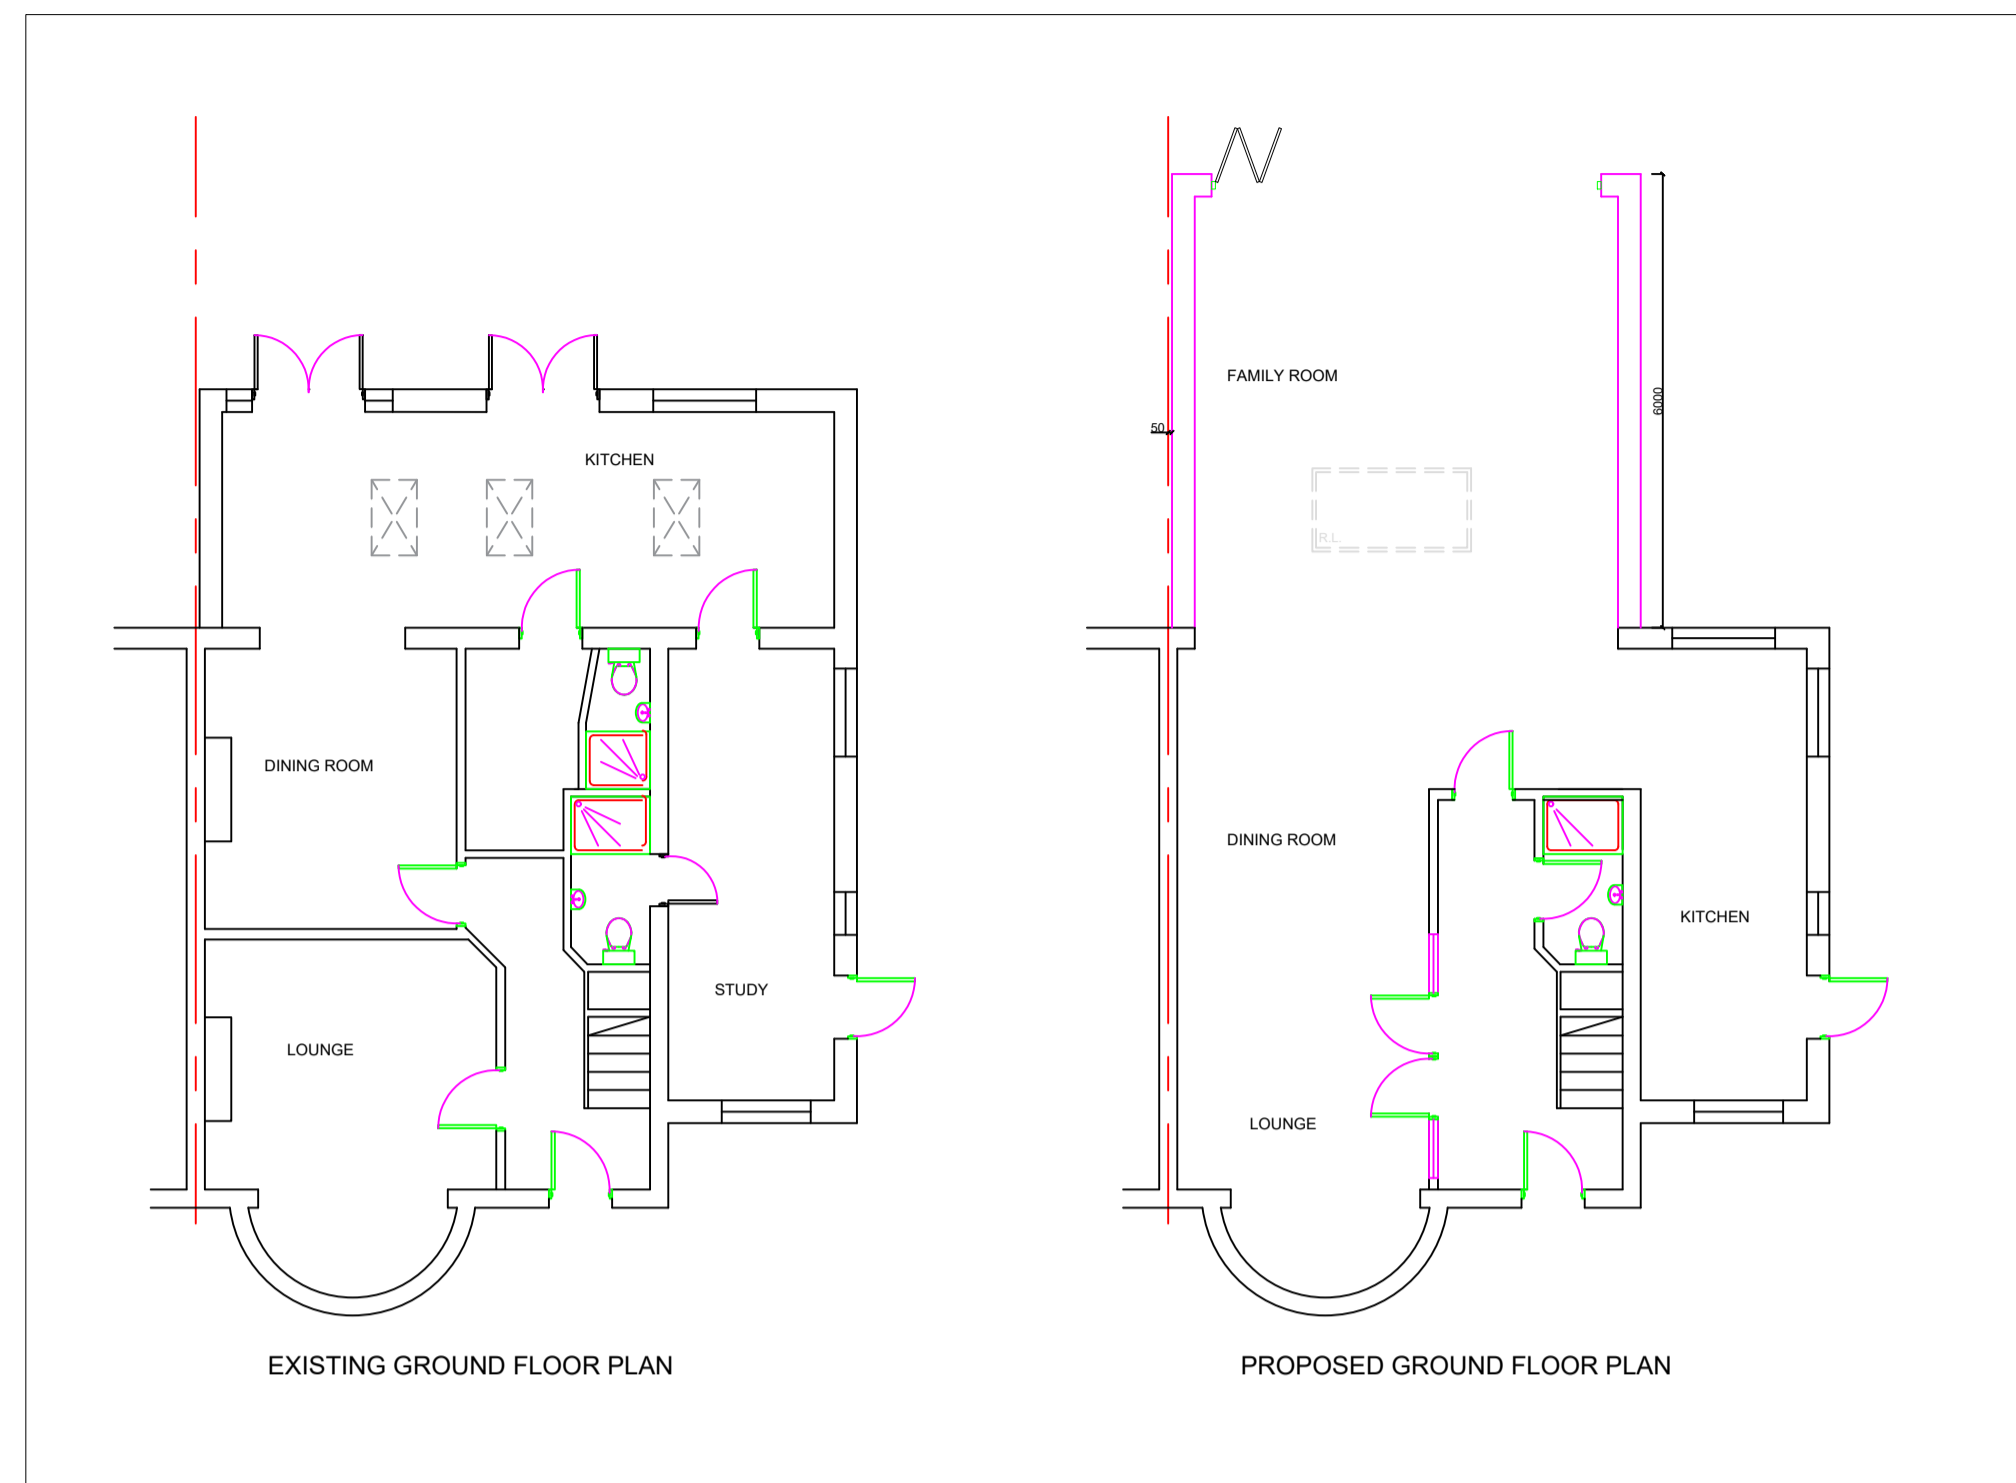 KITCHEN
DINING ROOM
STUDY
LOUNGE
EXISTING GROUND FLOOR PLAN
FAMILY ROOM
6000
50
R.L.
DINING ROOM
KITCHEN
LOUNGE
PROPOSED GROUND FLOOR PLAN